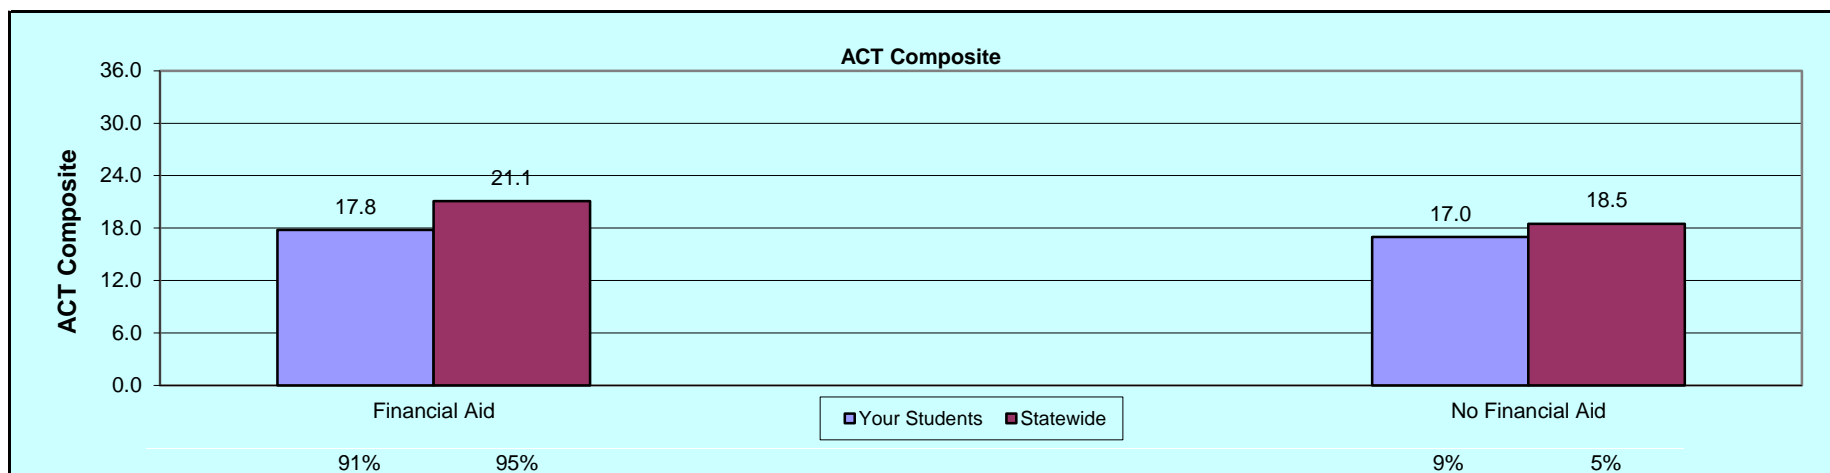 ACT Composite
36.0
30.0
24.0
18.0
12.0
6.0
0.0
ACT Composite
17.8
21.1
17.0
18.5
Financial Aid
No Financial Aid
Your Students Statewide
91% 95% 9% 5%